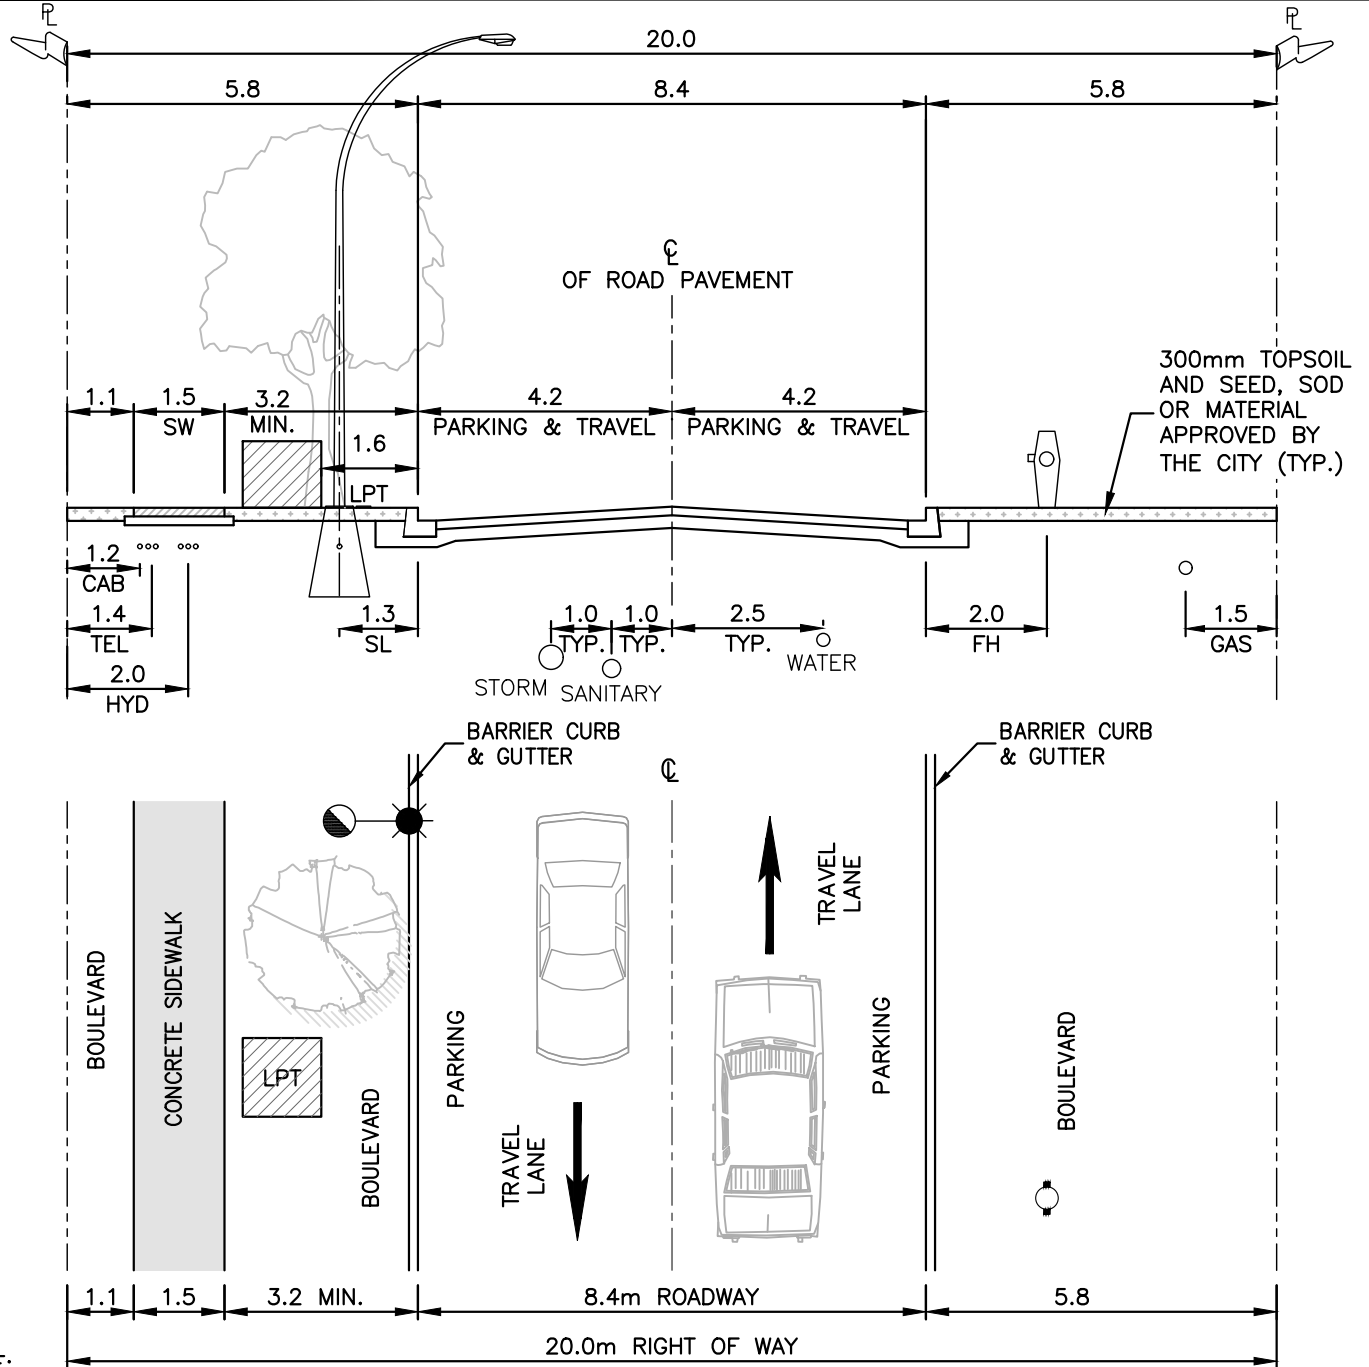 ℄
℄
20.0
5.8
8.4
5.8
℄
OF ROAD PAVEMENT
300mm TOPSOIL
AND SEED, SOD
OR MATERIAL
APPROVED BY
THE CITY (TYP.)
1.1
1.5
SW
3.2
MIN.
4.2
PARKING & TRAVEL
4.2
PARKING & TRAVEL
1.6
LPT
1.2
CAB
1.4
TEL
2.0
HYD
1.3
SL
1.0
TYP.
1.0
TYP.
2.5
TYP.
STORM
SANITARY
WATER
2.0
FH
1.5
GAS
BARRIER CURB
& GUTTER
BARRIER CURB
& GUTTER
℄
BOULEVARD
CONCRETE SIDEWALK
LPT
BOULEVARD
PARKING
TRAVEL
LANE
TRAVEL
LANE
PARKING
BOULEVARD
1.1
1.5
3.2 MIN.
8.4m ROADWAY
5.8
20.0m RIGHT OF WAY